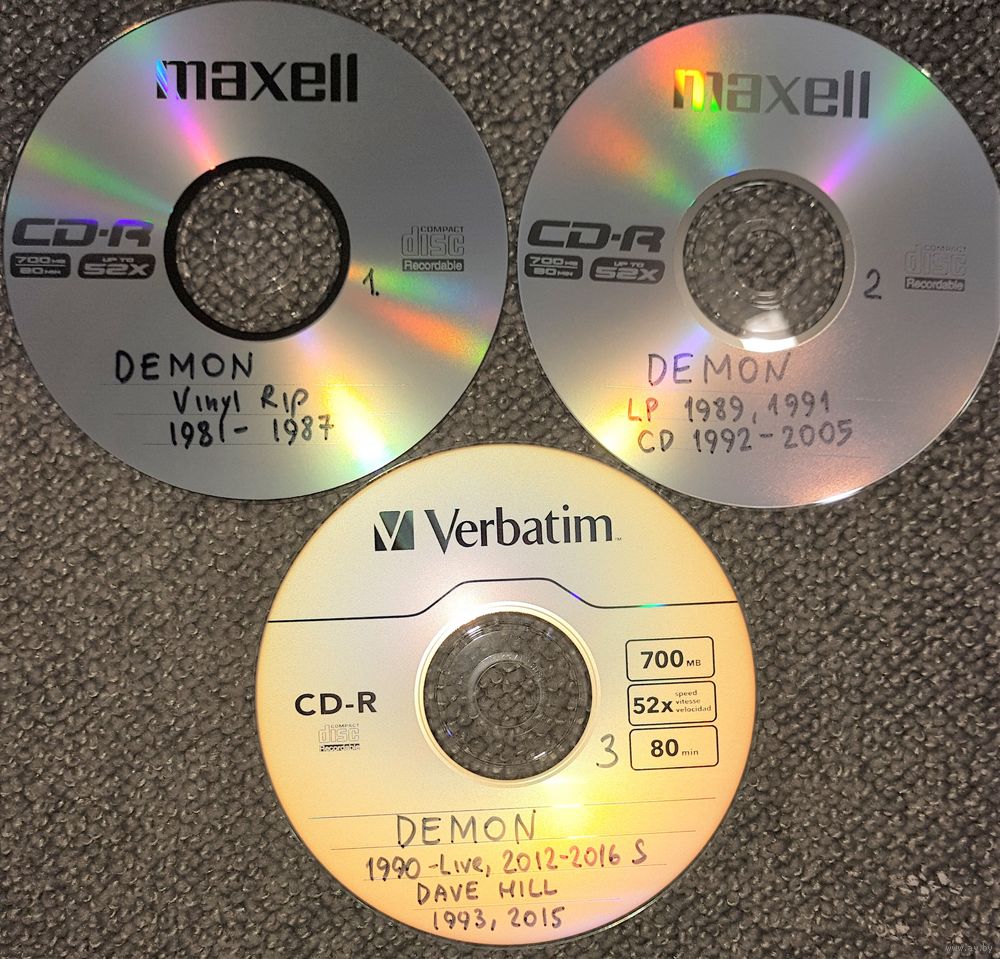 maxell
CD-R
700MB
80MIN
UP TO
52X
COMPACT
disc
Recordable
1.
DEMON
Vinyl Rip
1981- 1987
maxell
CD-R
700MB
80MIN
UP TO
52X
COMPACT
disc
Recordable
2
DEMON
LP 1989, 1991
CD 1992-2005
Verbatim
CD-R
COMPACT
disc
Recordable
700 MB
52x speed
vitesse
velocidad
80 min
3
DEMON
1990-Live, 2012-2016 S
DAVE HILL
1993, 2015
www.ay.by